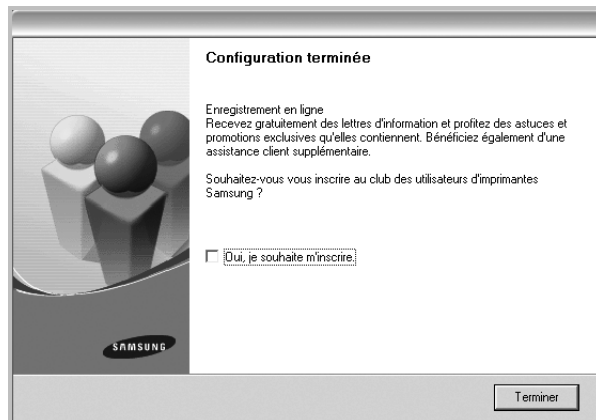 Configuration terminée
Enregistrement en ligne
Recevez gratuitement des lettres d'information et profitez des astuces et
promotions exclusives qu'elles contiennent. Bénéficiez également d'une
assistance client supplémentaire.
Souhaitez-vous vous inscrire au club des utilisateurs d'imprimantes
Samsung ?
Oui, je souhaite m'inscrire.
SAMSUNG
Terminer